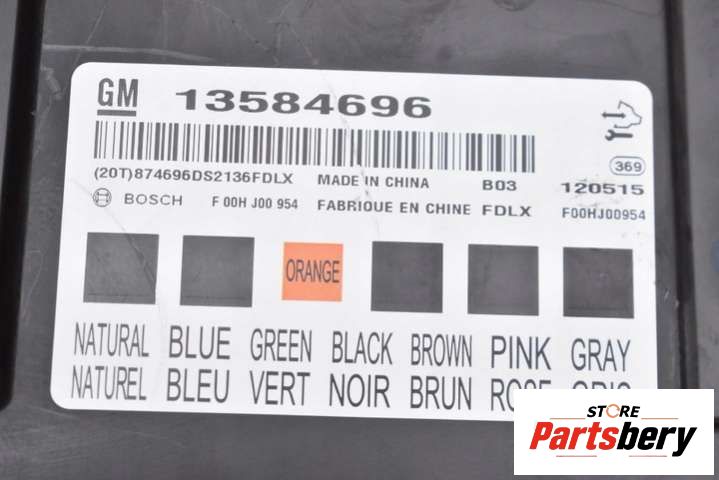 GM 13584696
369
(20T)874696DS2136FDLX MADE IN CHINA B03 120515
BOSCH F 00H J00 954 FABRIQUE EN CHINE FDLX F00HJ00954
ORANGE
NATURAL BLUE GREEN BLACK BROWN PINK GRAY
NATUREL BLEU VERT NOIR BRUN
STORE
Partsbery